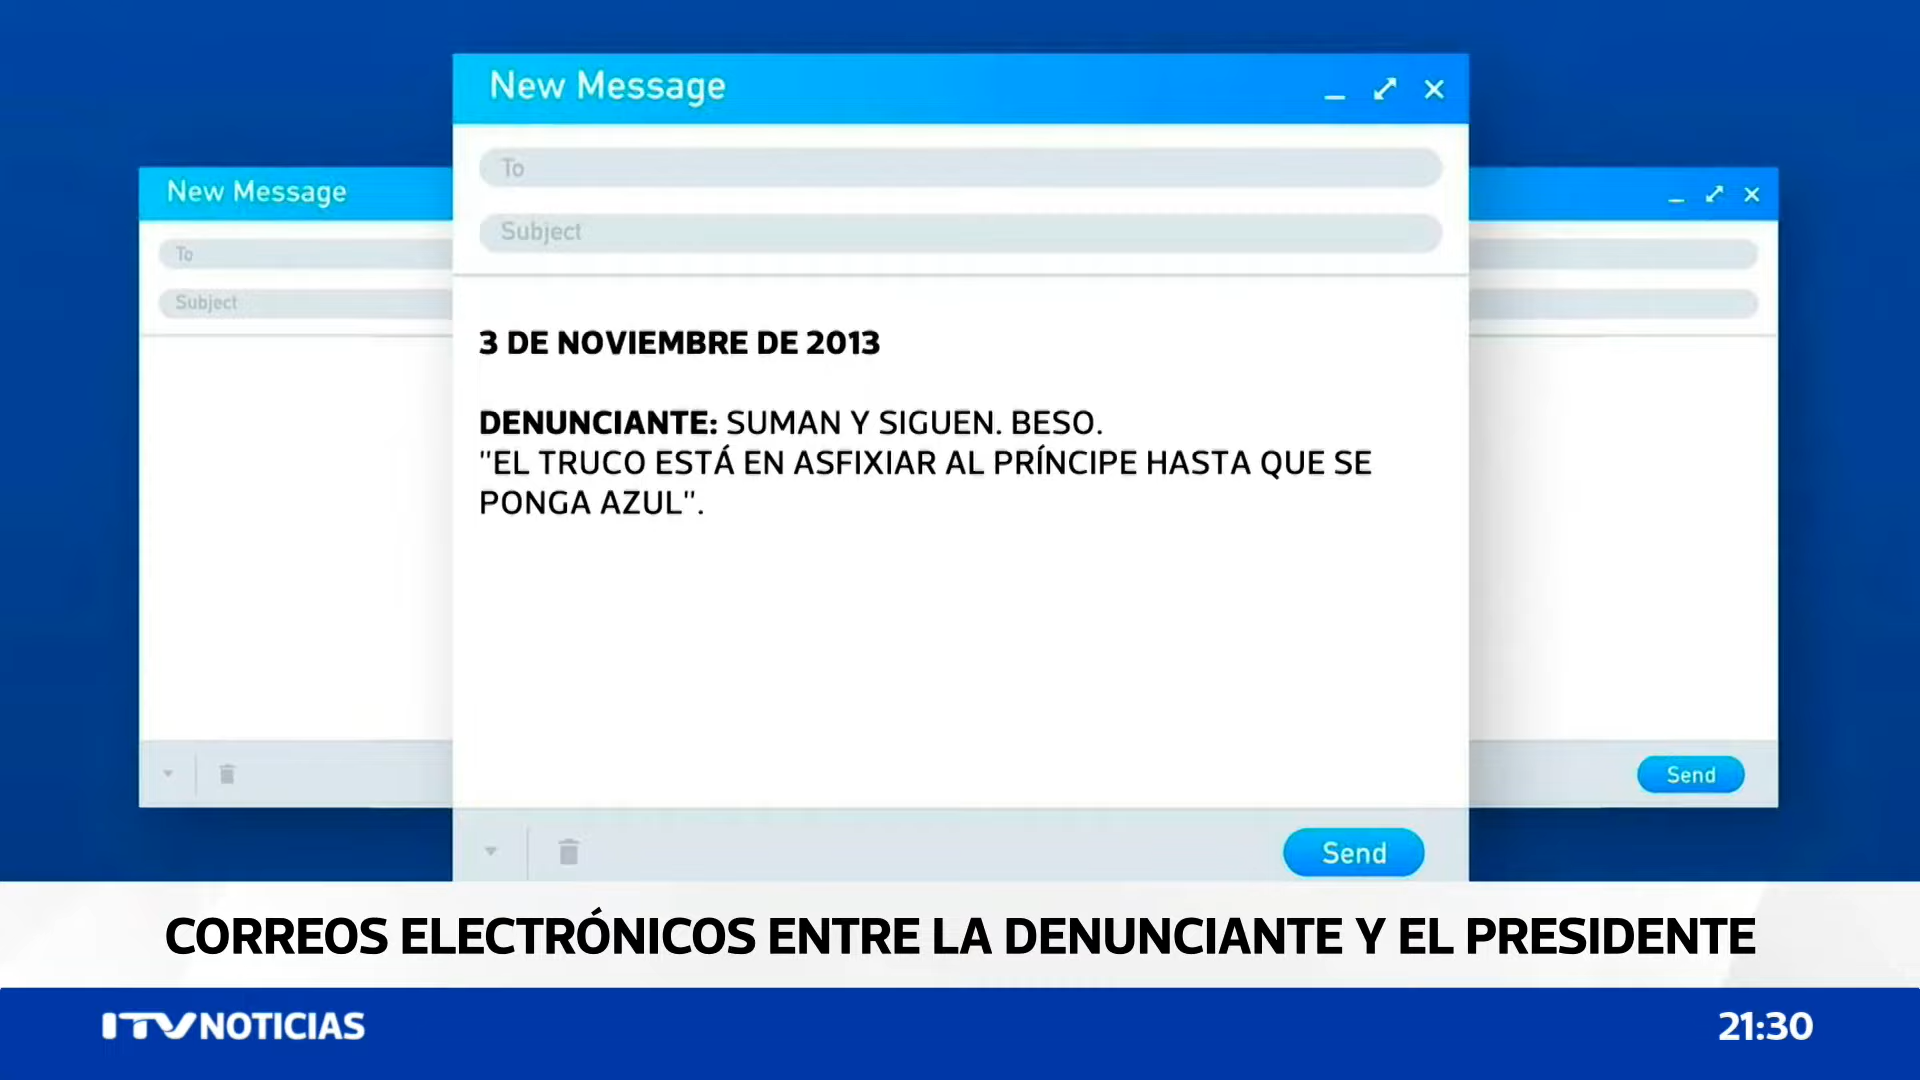 New Message
To
Subject
New Message
To
Subject
3 DE NOVIEMBRE DE 2013
DENUNCIANTE: SUMAN Y SIGUEN. BESO.
"EL TRUCO ESTÁ EN ASFIXIAR AL PRÍNCIPE HASTA QUE SE
PONGA AZUL".
Send
Send
CORREOS ELECTRÓNICOS ENTRE LA DENUNCIANTE Y EL PRESIDENTE
ITV NOTICIAS
21:30